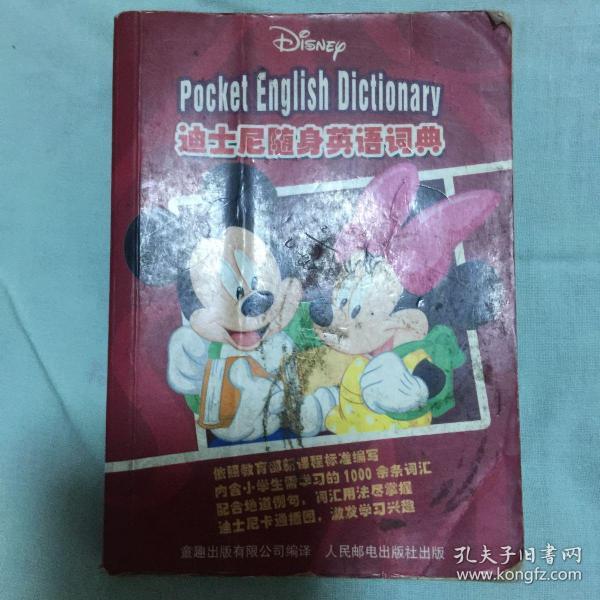 Disney
Pocket English Dictionary
迪士尼随身英语词典
依照教育部新课程标准编写
内含小学生需学习的1000余条词汇
配合地道例句，词汇用法尽掌握
迪士尼卡通插图，激发学习兴趣
童趣出版有限公司编译 人民邮电出版社出版
孔夫子旧书网
www.kongfz.com